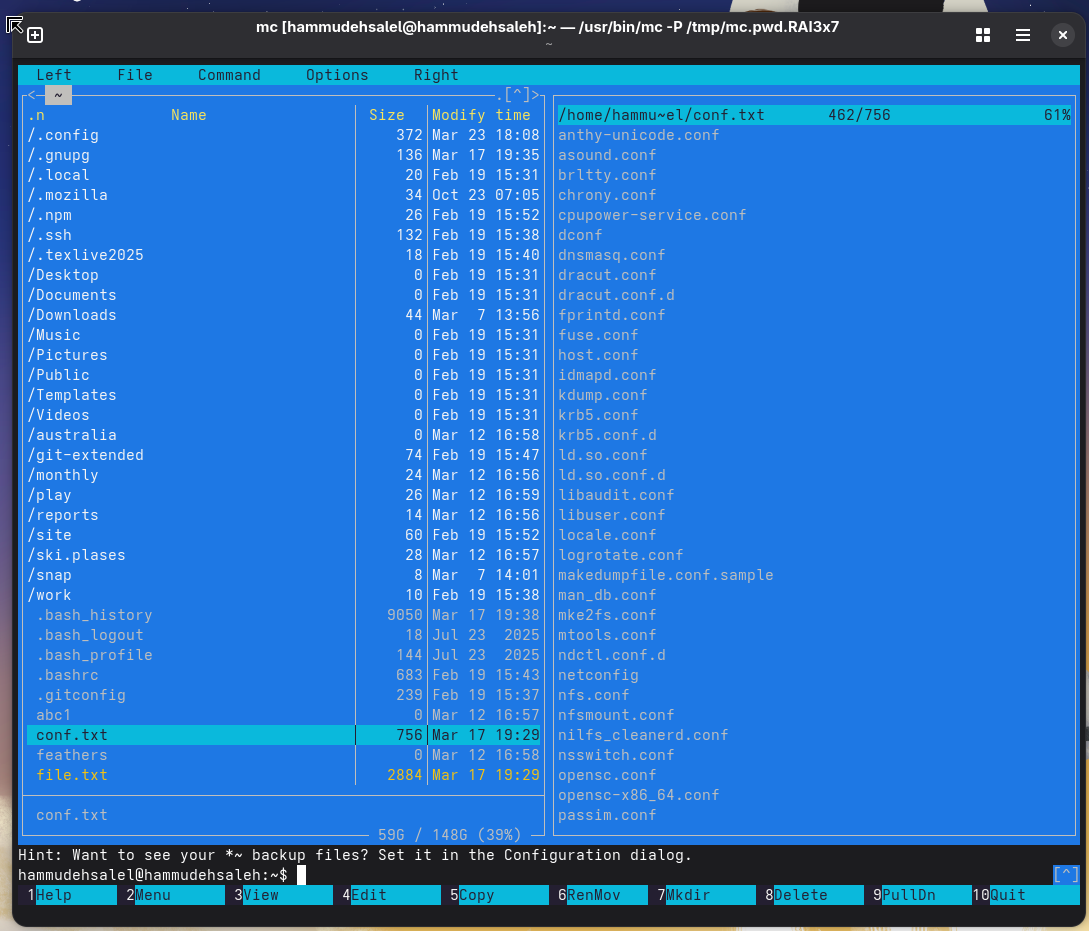 mc [hammudehsalel@hammudehsaleh]:~ — /usr/bin/mc -P /tmp/mc.pwd.RAI3x7
~
Left File Command Options Right
<─ ~ .[^]>
.n Name Size Modify time
/.config 372 Mar 23 18:08
/.gnupg 136 Mar 17 19:35
/.local 20 Feb 19 15:31
/.mozilla 34 Oct 23 07:05
/.npm 26 Feb 19 15:52
/.ssh 132 Feb 19 15:38
/.texlive2025 18 Feb 19 15:40
/Desktop 0 Feb 19 15:31
/Documents 0 Feb 19 15:31
/Downloads 44 Mar 7 13:56
/Music 0 Feb 19 15:31
/Pictures 0 Feb 19 15:31
/Public 0 Feb 19 15:31
/Templates 0 Feb 19 15:31
/Videos 0 Feb 19 15:31
/australia 0 Mar 12 16:58
/git-extended 74 Feb 19 15:47
/monthly 24 Mar 12 16:56
/play 26 Mar 12 16:59
/reports 14 Mar 12 16:56
/site 60 Feb 19 15:52
/ski.plases 28 Mar 12 16:57
/snap 8 Mar 7 14:01
/work 10 Feb 19 15:38
.bash_history 9050 Mar 17 19:38
.bash_logout 18 Jul 23 2025
.bash_profile 144 Jul 23 2025
.bashrc 683 Feb 19 15:43
.gitconfig 239 Feb 19 15:37
abc1 0 Mar 12 16:57
conf.txt 756 Mar 17 19:29
feathers 0 Mar 12 16:58
file.txt 2884 Mar 17 19:29
conf.txt
59G / 148G (39%)
/home/hammu~el/conf.txt 462/756 61%
anthy-unicode.conf
asound.conf
brltty.conf
chrony.conf
cpupower-service.conf
dconf
dnsmasq.conf
dracut.conf
dracut.conf.d
fprintd.conf
fuse.conf
host.conf
idmapd.conf
kdump.conf
krb5.conf
krb5.conf.d
ld.so.conf
ld.so.conf.d
libaudit.conf
libuser.conf
locale.conf
logrotate.conf
makedumpfile.conf.sample
man_db.conf
mke2fs.conf
mtools.conf
ndctl.conf.d
netconfig
nfs.conf
nfsmount.conf
nilfs_cleanerd.conf
nsswitch.conf
opensc.conf
opensc-x86_64.conf
passim.conf
Hint: Want to see your *~ backup files? Set it in the Configuration dialog.
hammudehsalel@hammudehsaleh:~$ [^]
1Help 2Menu 3View 4Edit 5Copy 6RenMov 7Mkdir 8Delete 9PullDn 10Quit